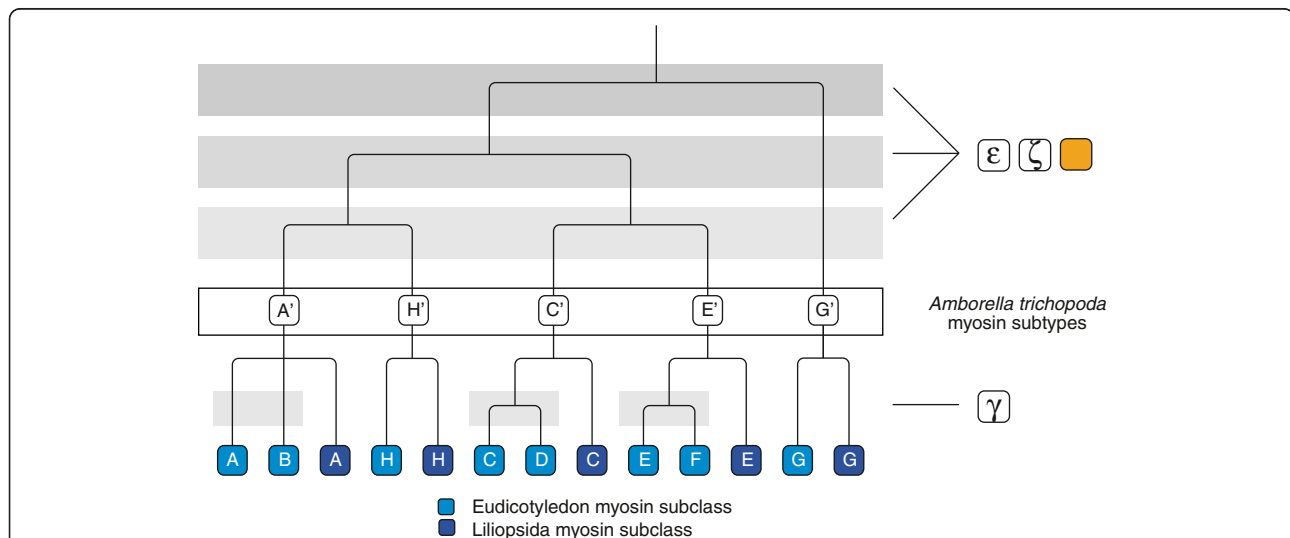 ε ζ
A' H' C' E' G'
Amborella trichopoda
myosin subtypes
γ
A B A H H C D C E F E G G
Eudicotyledon myosin subclass
Liliopsida myosin subclass